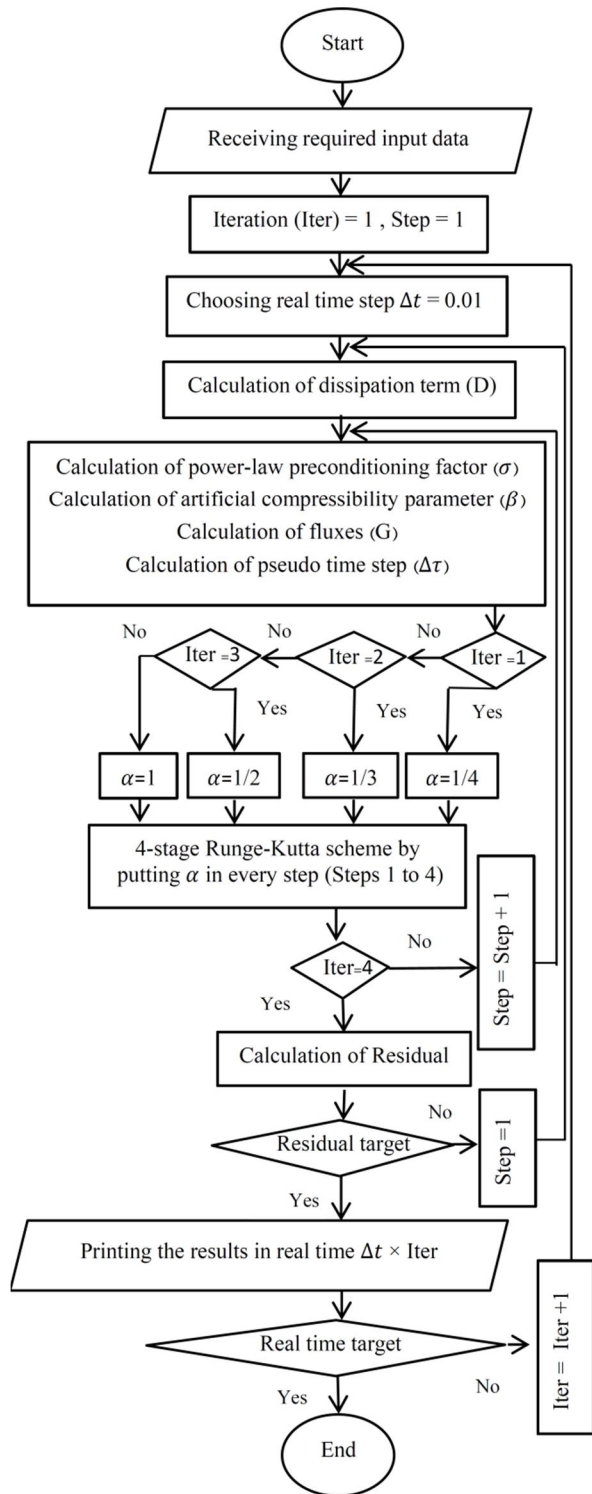 Start
Receiving required input data
Iteration (Iter) = 1 , Step = 1
Choosing real time step Δt = 0.01
Calculation of dissipation term (D)
Calculation of power-law preconditioning factor (σ)
Calculation of artificial compressibility parameter (β)
Calculation of fluxes (G)
Calculation of pseudo time step (Δτ)
No
No
No
Iter =3
Iter =2
Iter =1
Yes
Yes
Yes
α=1
α=1/2
α=1/3
α=1/4
4-stage Runge-Kutta scheme by
putting α in every step (Steps 1 to 4)
Iter=4
No
Step = Step + 1
Yes
Calculation of Residual
Residual target
No
Step =1
Yes
Printing the results in real time Δt × Iter
Real time target
No
Iter = Iter +1
Yes
End